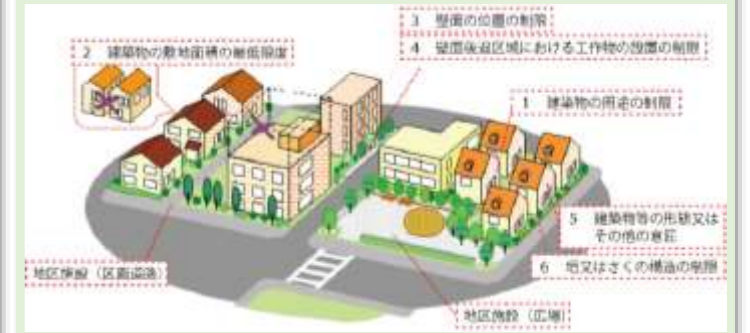 3 壁面の位置の制限
4 壁面後退区域における工作物の設置の制限
2 建築物の敷地面積の最低限度
1 建築物の用途の制限
5 建築物等の形態又は
その他の意匠
6 垣又はさくの構造の制限
地区施設（区画道路）
地区施設（広場）